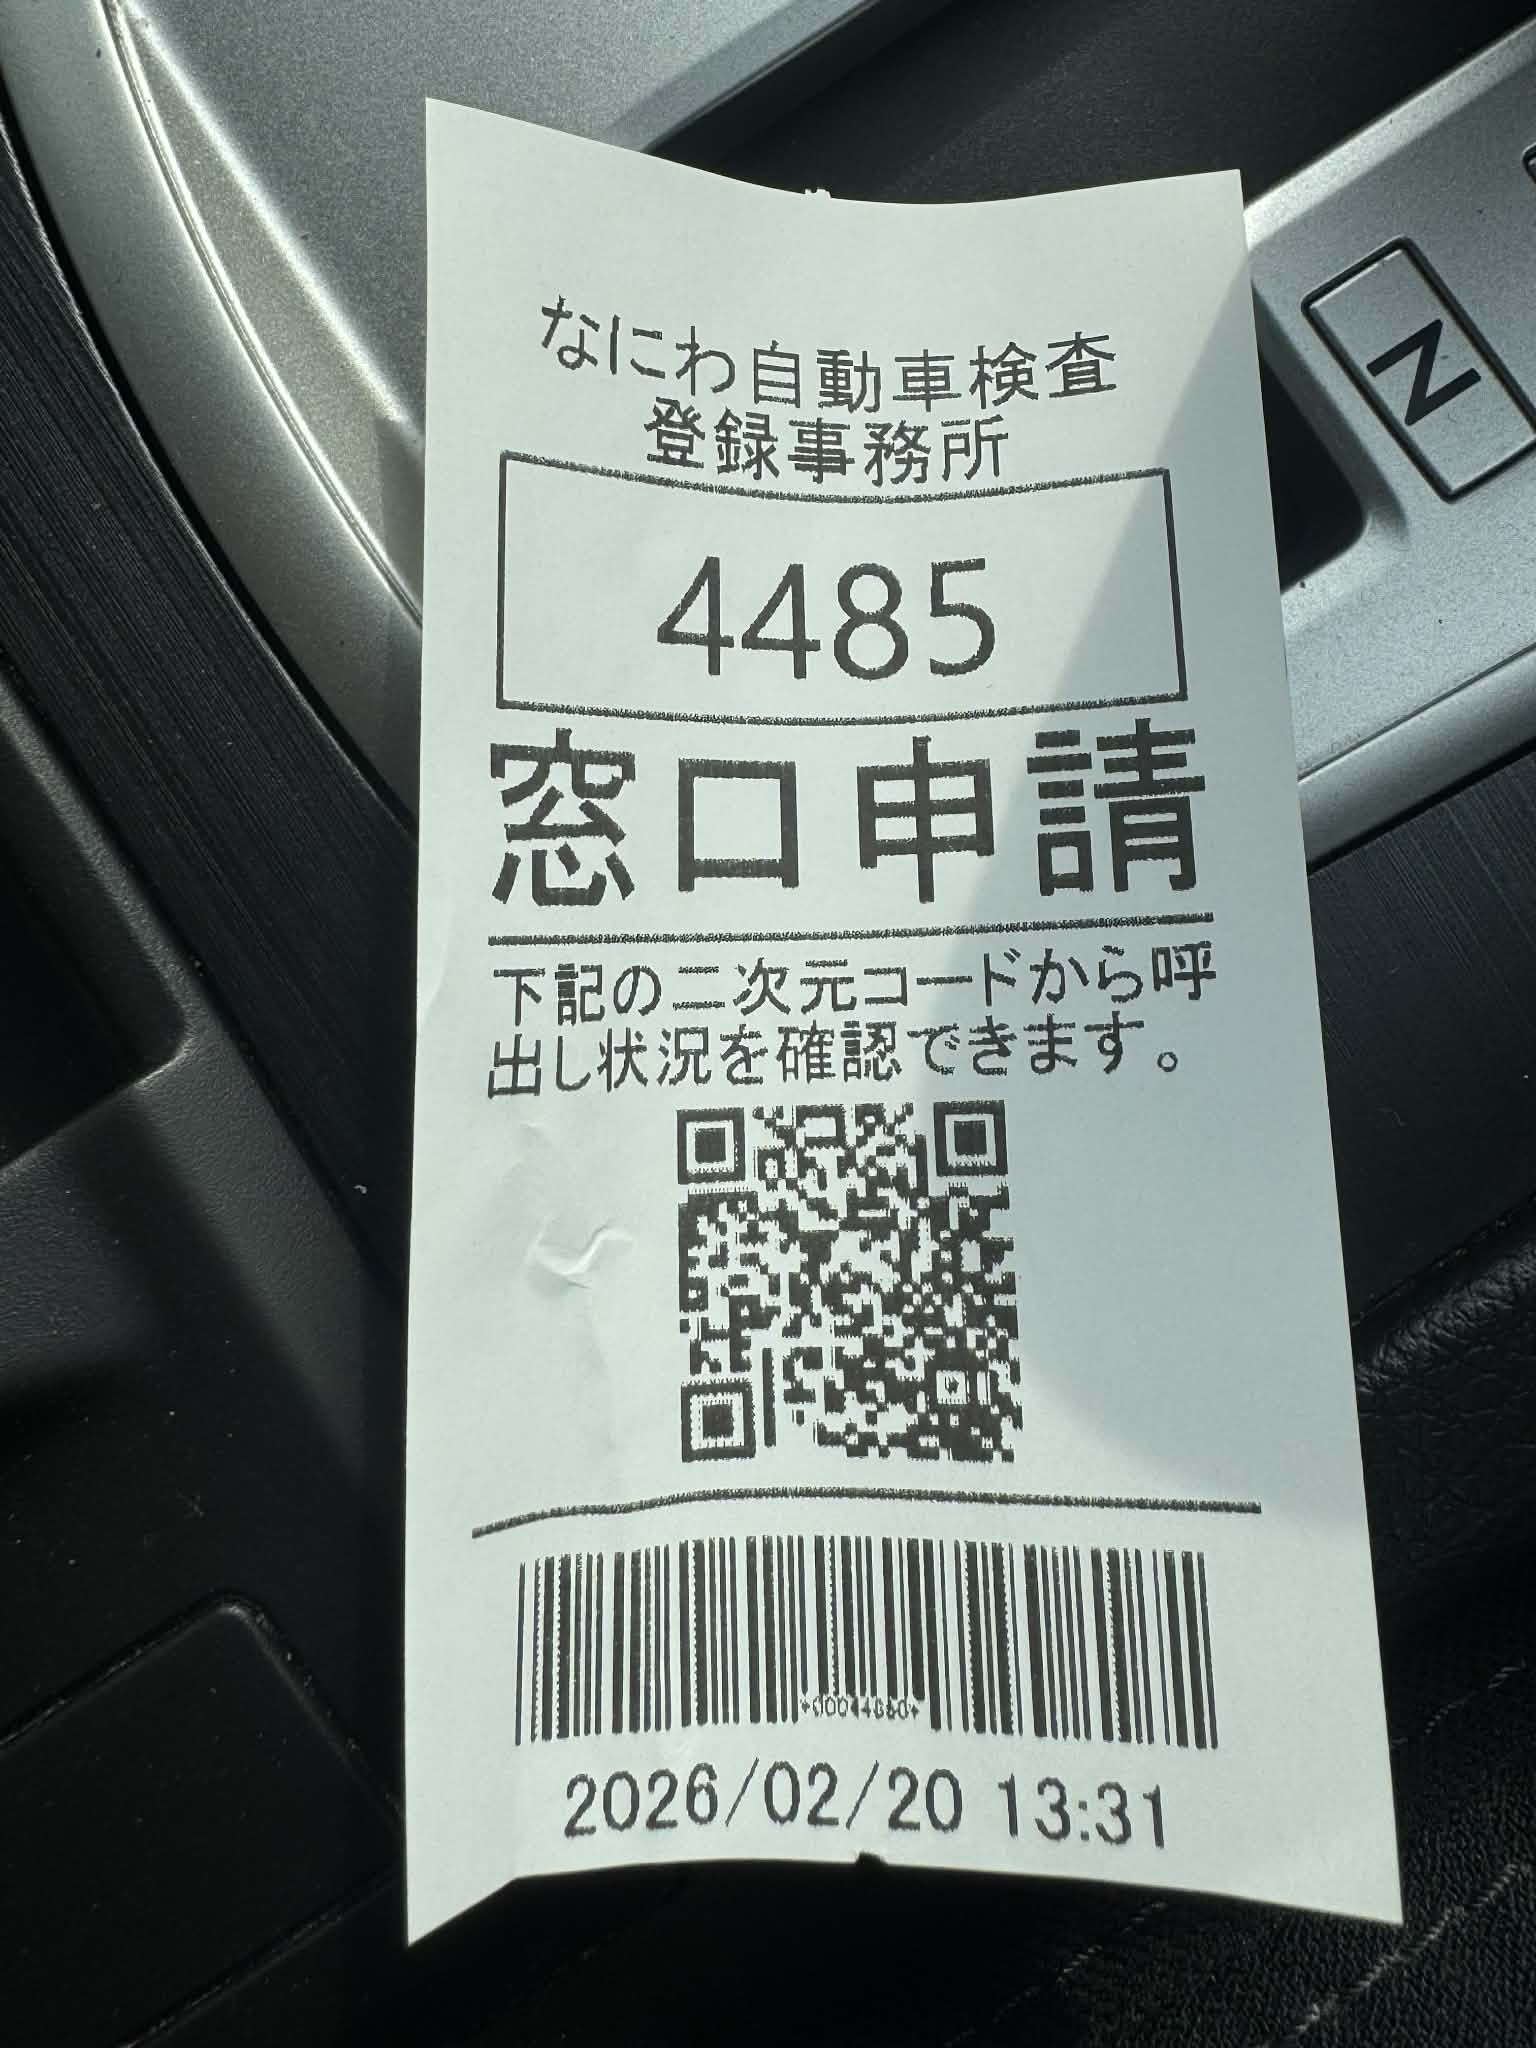 なにわ自動車検査
登録事務所
4485
窓口申請
下記の二次元コードから呼
出し状況を確認できます。
2026/02/20 13:31
N